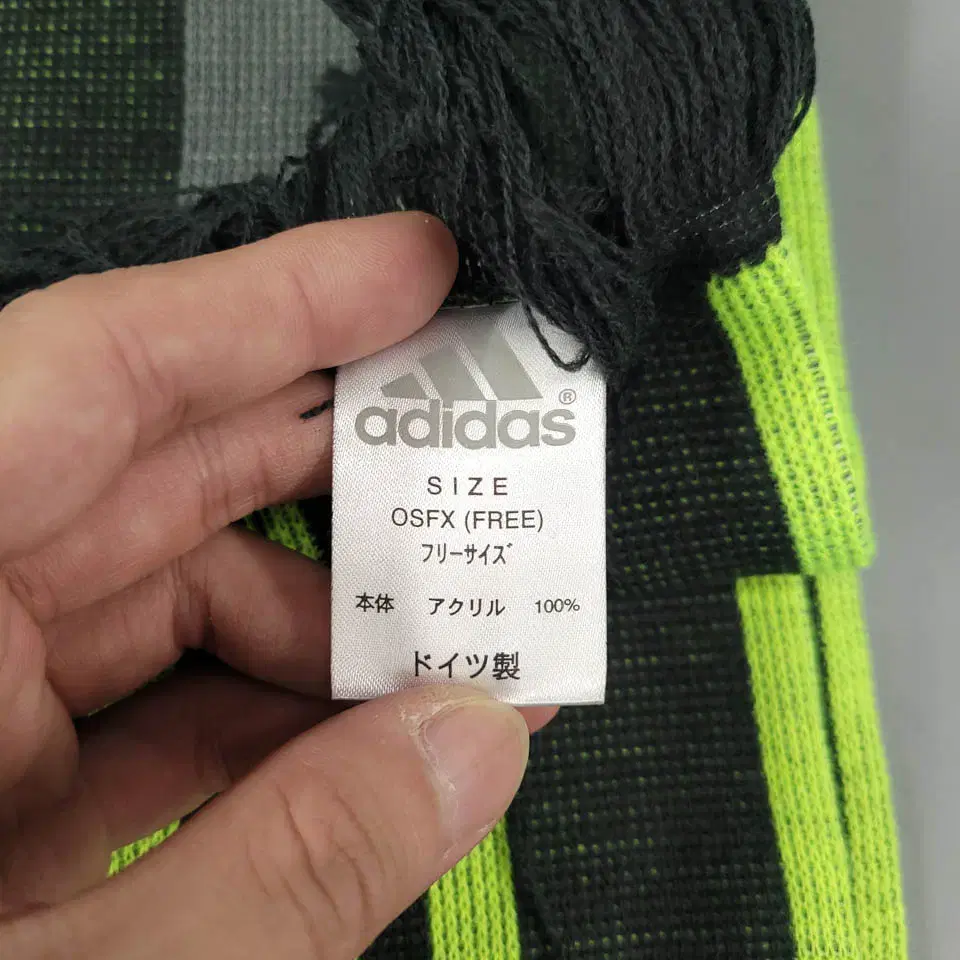 adidas®
SIZE
OSFX (FREE)
フリーサイズ
本体 アクリル 100%
ドイツ製